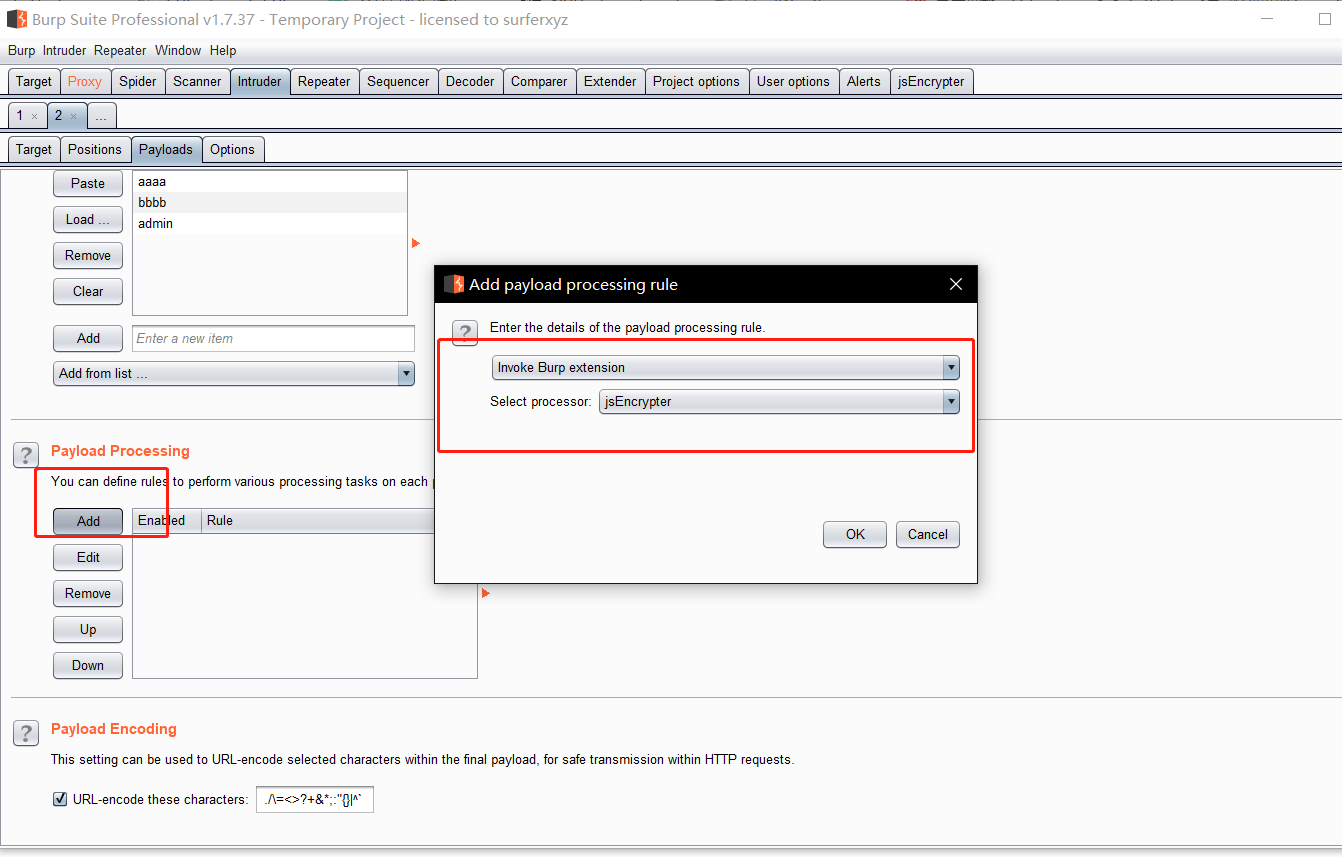 Burp Suite Professional v1.7.37 - Temporary Project - licensed to surferxyz
Burp Intruder Repeater Window Help
Target Proxy Spider Scanner Intruder Repeater Sequencer Decoder Comparer Extender Project options User options Alerts jsEncrypter
1 × 2 × ...
Target Positions Payloads Options
Paste
Load ...
Remove
Clear
aaaa
bbbb
admin
Add Enter a new item
Add from list ...
Add payload processing rule
? Enter the details of the payload processing rule.
Invoke Burp extension
Select processor: jsEncrypter
OK Cancel
? Payload Processing
You can define rules to perform various processing tasks on each
Add
Edit
Remove
Up
Down
Enabled Rule
? Payload Encoding
This setting can be used to URL-encode selected characters within the final payload, for safe transmission within HTTP requests.
URL-encode these characters: ./\=<>?+&*;:"{}|^`